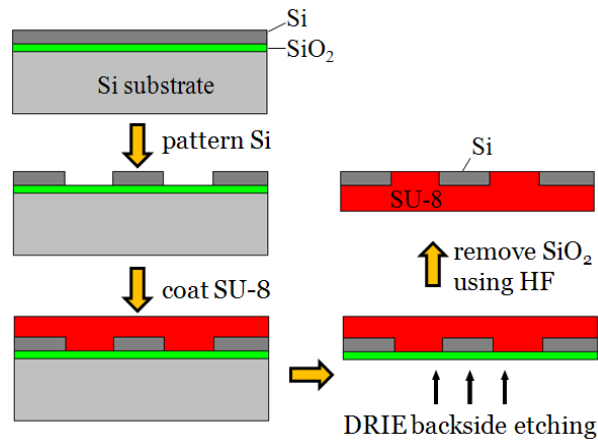 Si
SiO₂
Si substrate
pattern Si
coat SU-8
DRIE backside etching
remove SiO₂
using HF
Si
SU-8